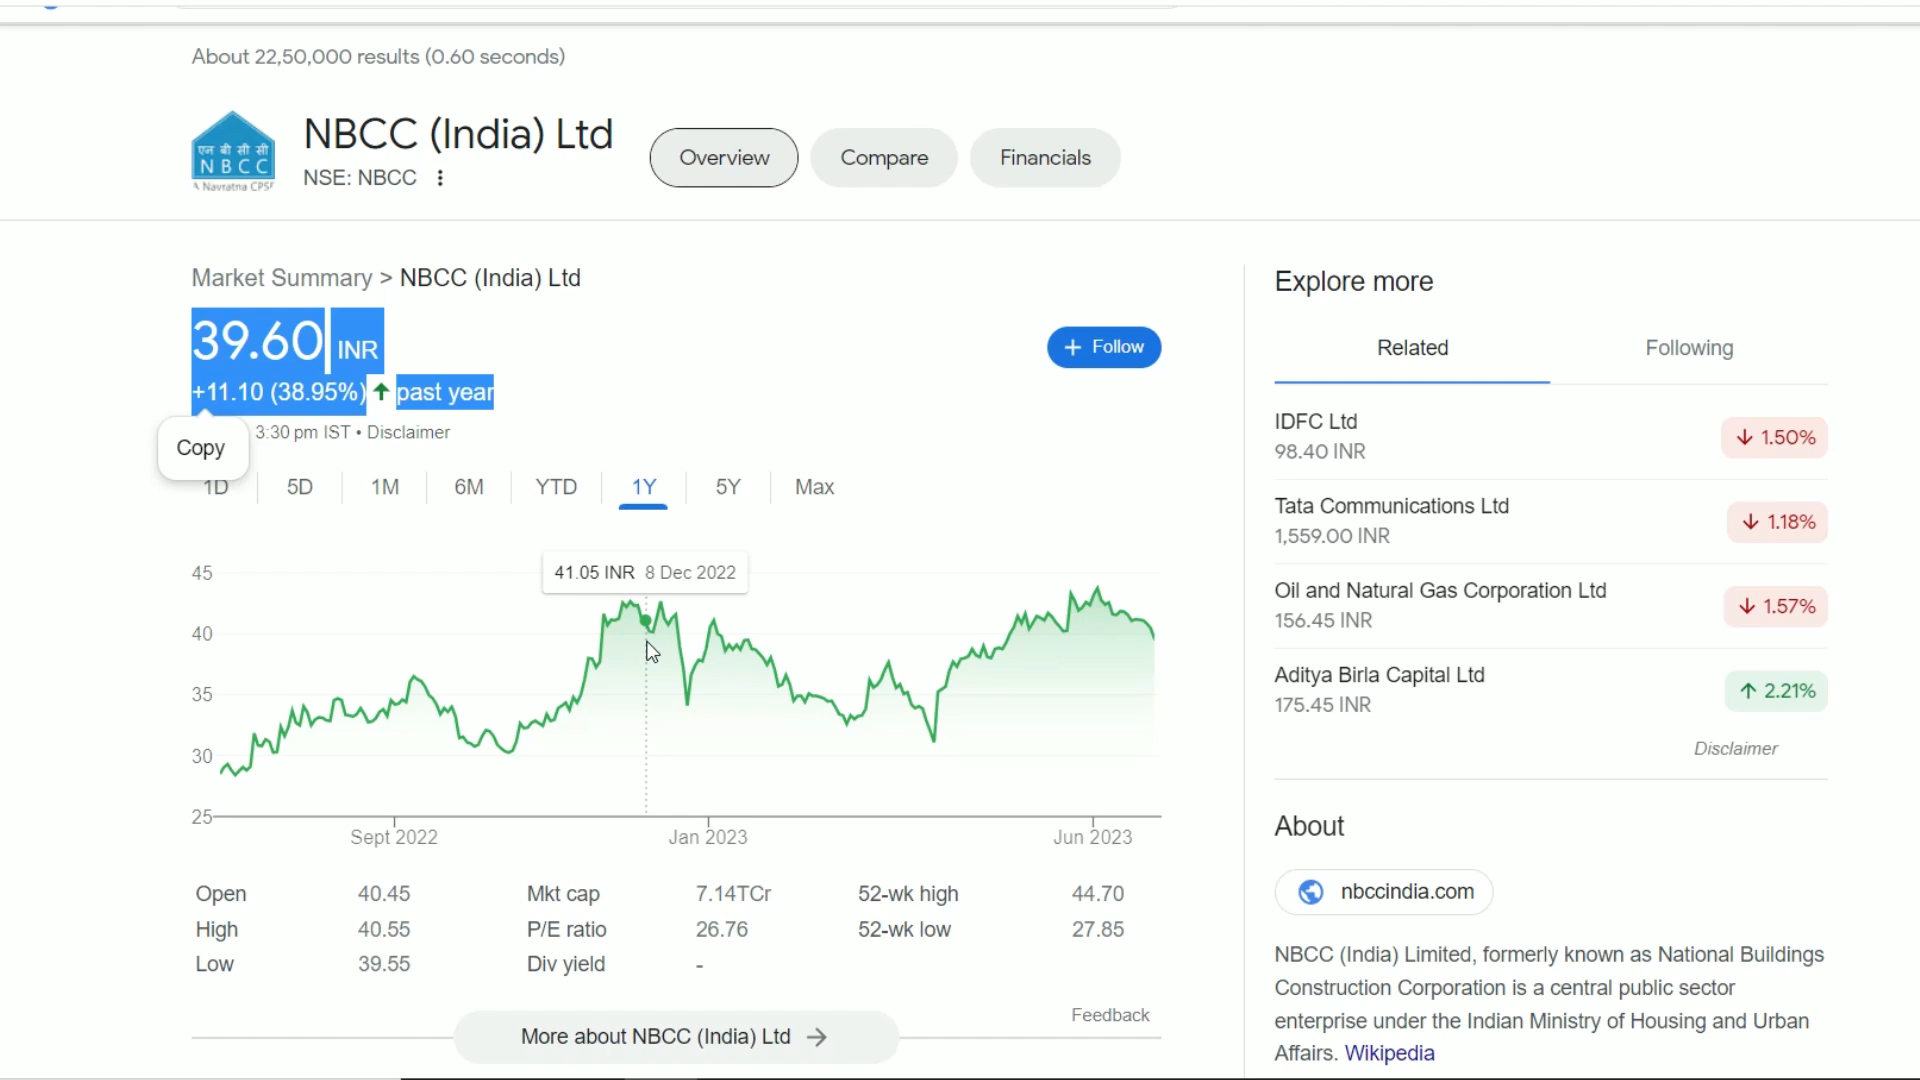 About 22,50,000 results (0.60 seconds)
एन बी सी सी
NBCC
A Navratna CPSE
NBCC (India) Ltd
NSE: NBCC
Overview
Compare
Financials
Market Summary > NBCC (India) Ltd
39.60 INR
+11.10 (38.95%) past year
3:30 pm IST • Disclaimer
Copy
Follow
1D 5D 1M 6M YTD 1Y 5Y Max
41.05 INR 8 Dec 2022
45
40
35
30
25
Sept 2022 Jan 2023 Jun 2023
Open 40.45 Mkt cap 7.14TCr 52-wk high 44.70
High 40.55 P/E ratio 26.76 52-wk low 27.85
Low 39.55 Div yield -
Feedback
More about NBCC (India) Ltd
Explore more
Related Following
IDFC Ltd
98.40 INR
1.50%
Tata Communications Ltd
1,559.00 INR
1.18%
Oil and Natural Gas Corporation Ltd
156.45 INR
1.57%
Aditya Birla Capital Ltd
175.45 INR
2.21%
Disclaimer
About
nbccindia.com
NBCC (India) Limited, formerly known as National Buildings
Construction Corporation is a central public sector
enterprise under the Indian Ministry of Housing and Urban
Affairs. Wikipedia